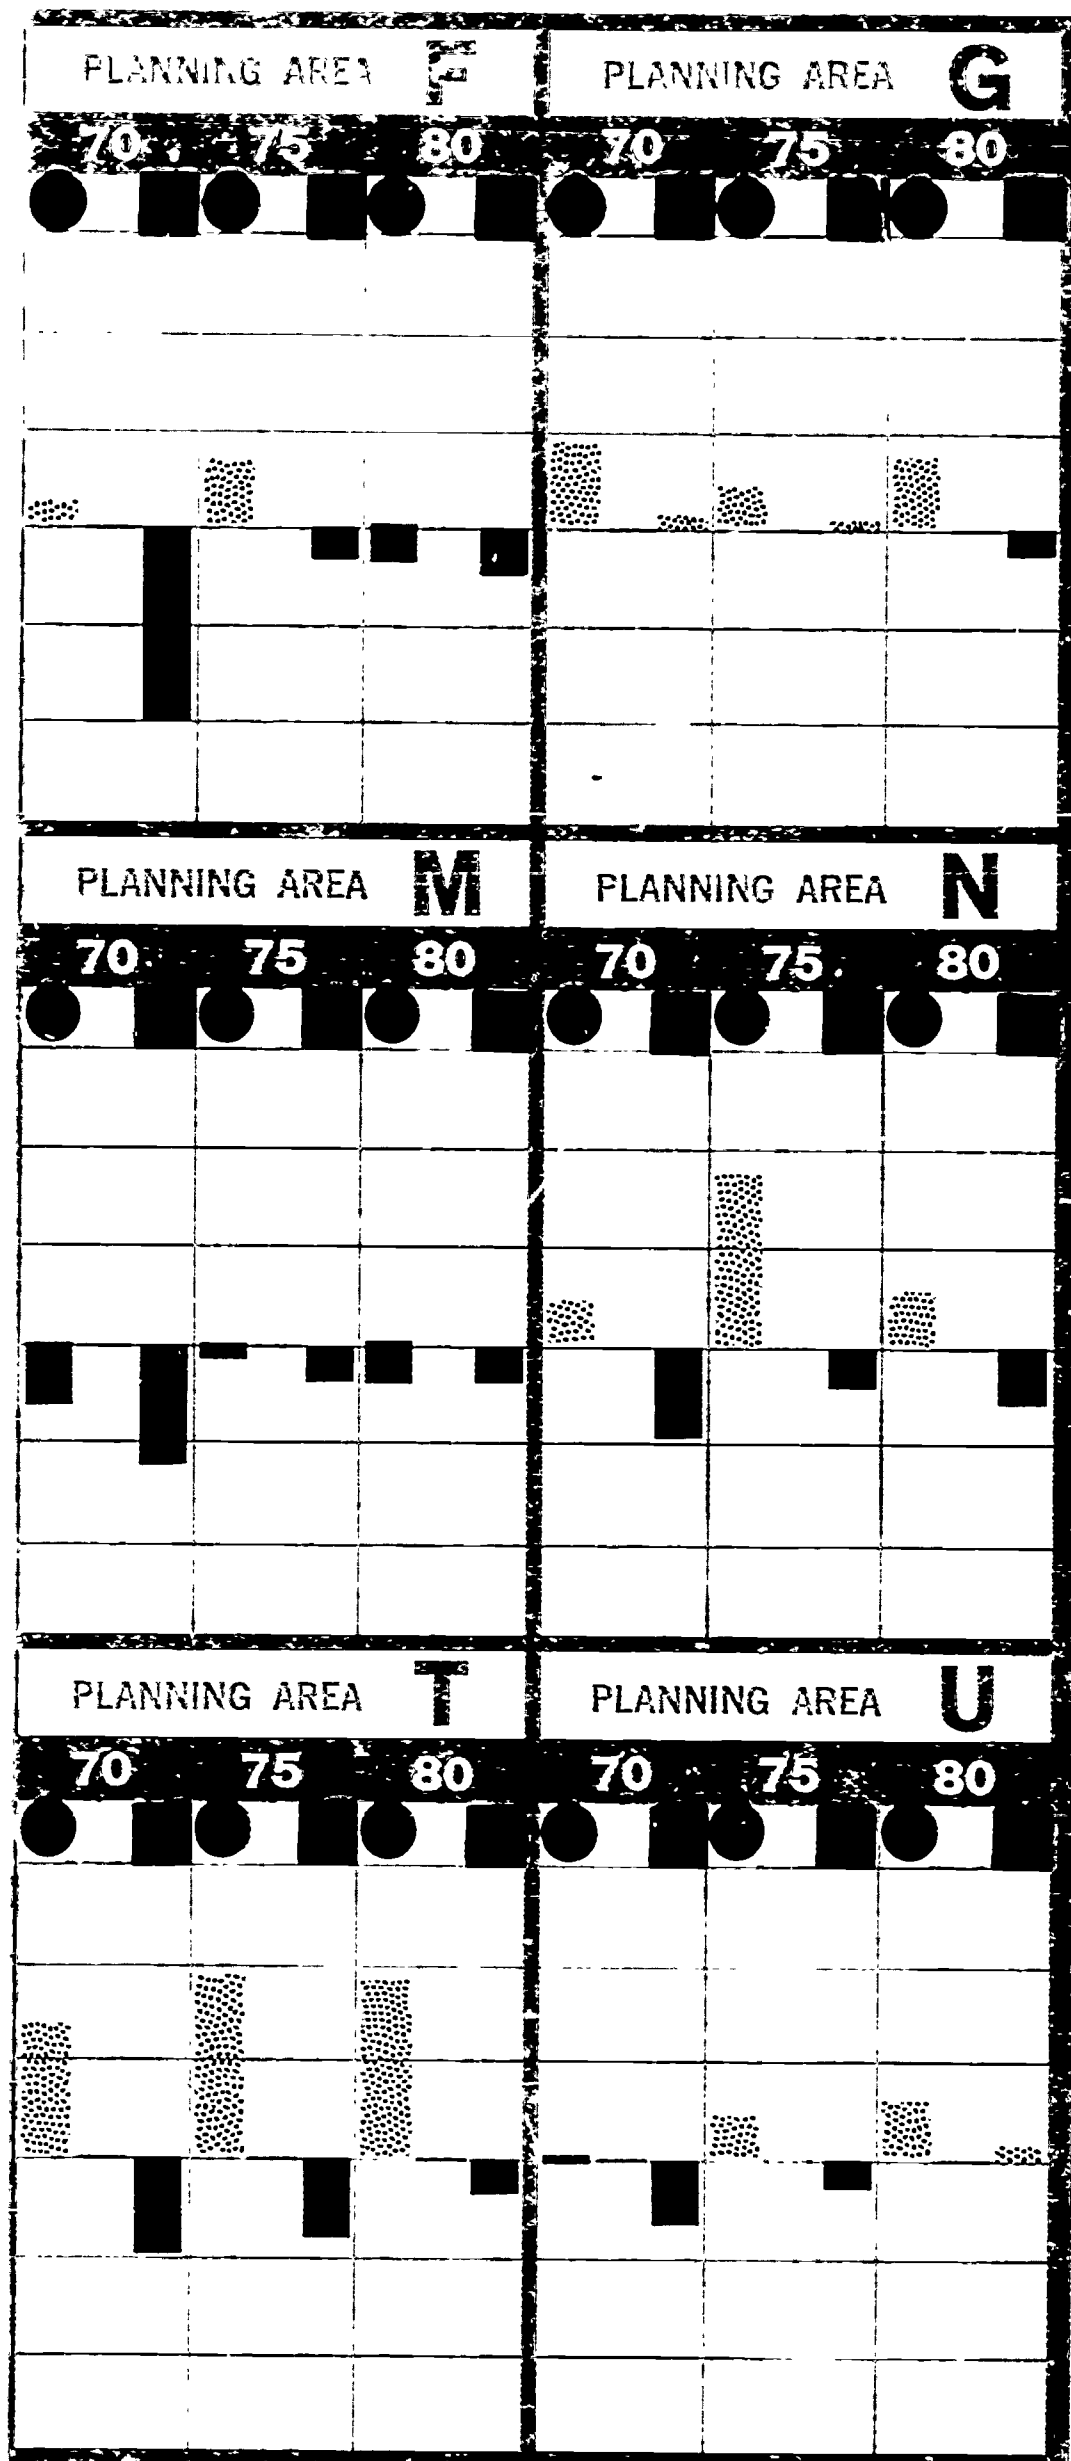 PLANNING AREA F
PLANNING AREA G
70 75 80
70 75 80
PLANNING AREA M
PLANNING AREA N
70 75 80
70 75 80
PLANNING AREA T
PLANNING AREA U
70 75 80
70 75 80